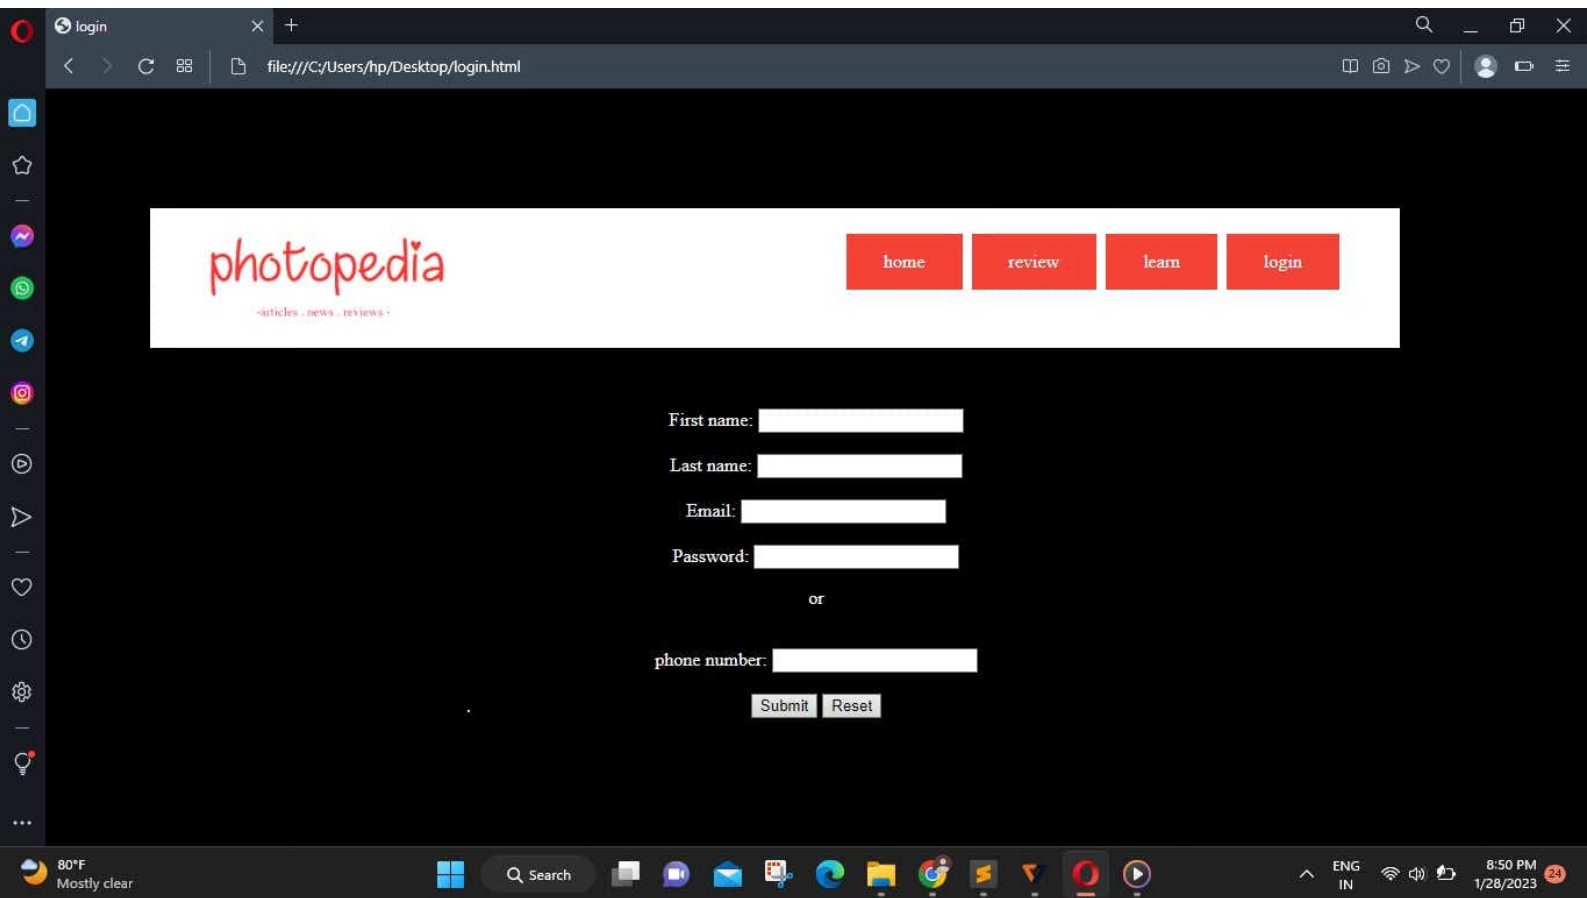 login
file:///C:/Users/hp/Desktop/login.html
photopedia
-articles . news . reviews -
home
review
learn
login
First name:
Last name:
Email:
Password:
or
phone number:
Submit Reset
80°F
Mostly clear
Search
ENG
IN
8:50 PM
1/28/2023
24